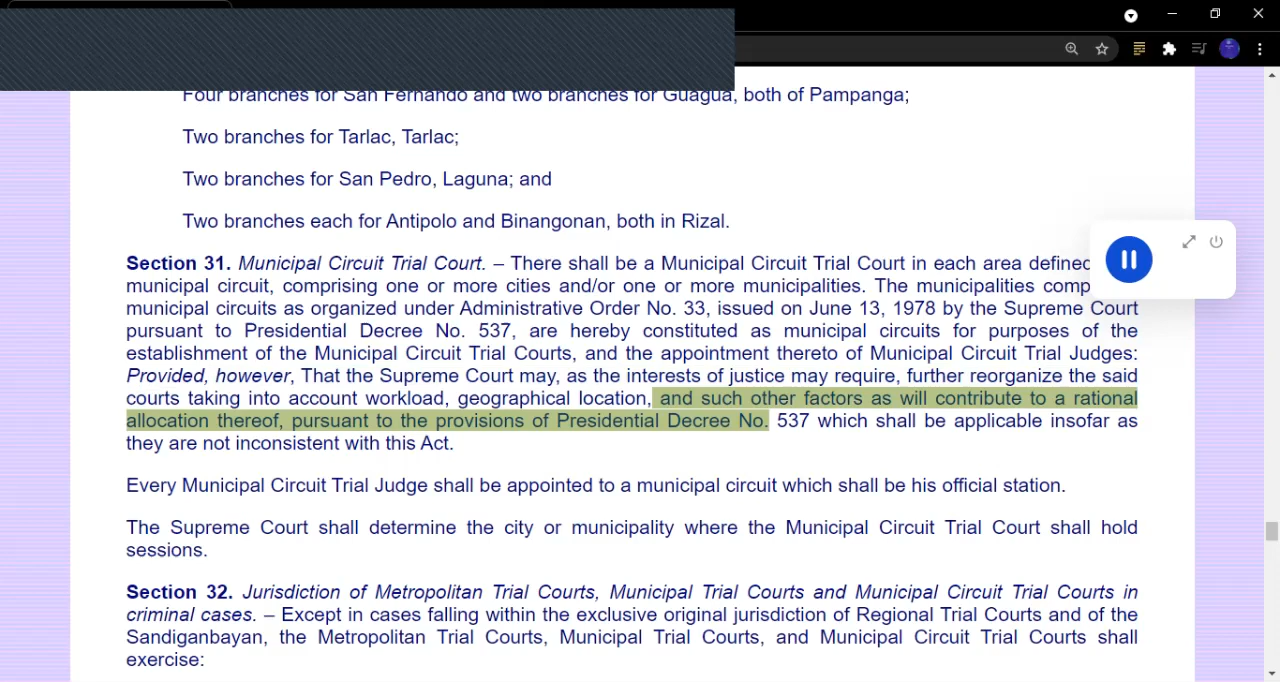 Four branches for San Fernando and two branches for Guagua, both of Pampanga;
Two branches for Tarlac, Tarlac;
Two branches for San Pedro, Laguna; and
Two branches each for Antipolo and Binangonan, both in Rizal.
Section 31. Municipal Circuit Trial Court. – There shall be a Municipal Circuit Trial Court in each area defined
municipal circuit, comprising one or more cities and/or one or more municipalities. The municipalities comp
municipal circuits as organized under Administrative Order No. 33, issued on June 13, 1978 by the Supreme Court
pursuant to Presidential Decree No. 537, are hereby constituted as municipal circuits for purposes of the
establishment of the Municipal Circuit Trial Courts, and the appointment thereto of Municipal Circuit Trial Judges:
Provided, however, That the Supreme Court may, as the interests of justice may require, further reorganize the said
courts taking into account workload, geographical location, and such other factors as will contribute to a rational
allocation thereof, pursuant to the provisions of Presidential Decree No. 537 which shall be applicable insofar as
they are not inconsistent with this Act.
Every Municipal Circuit Trial Judge shall be appointed to a municipal circuit which shall be his official station.
The Supreme Court shall determine the city or municipality where the Municipal Circuit Trial Court shall hold
sessions.
Section 32. Jurisdiction of Metropolitan Trial Courts, Municipal Trial Courts and Municipal Circuit Trial Courts in
criminal cases. – Except in cases falling within the exclusive original jurisdiction of Regional Trial Courts and of the
Sandiganbayan, the Metropolitan Trial Courts, Municipal Trial Courts, and Municipal Circuit Trial Courts shall
exercise: